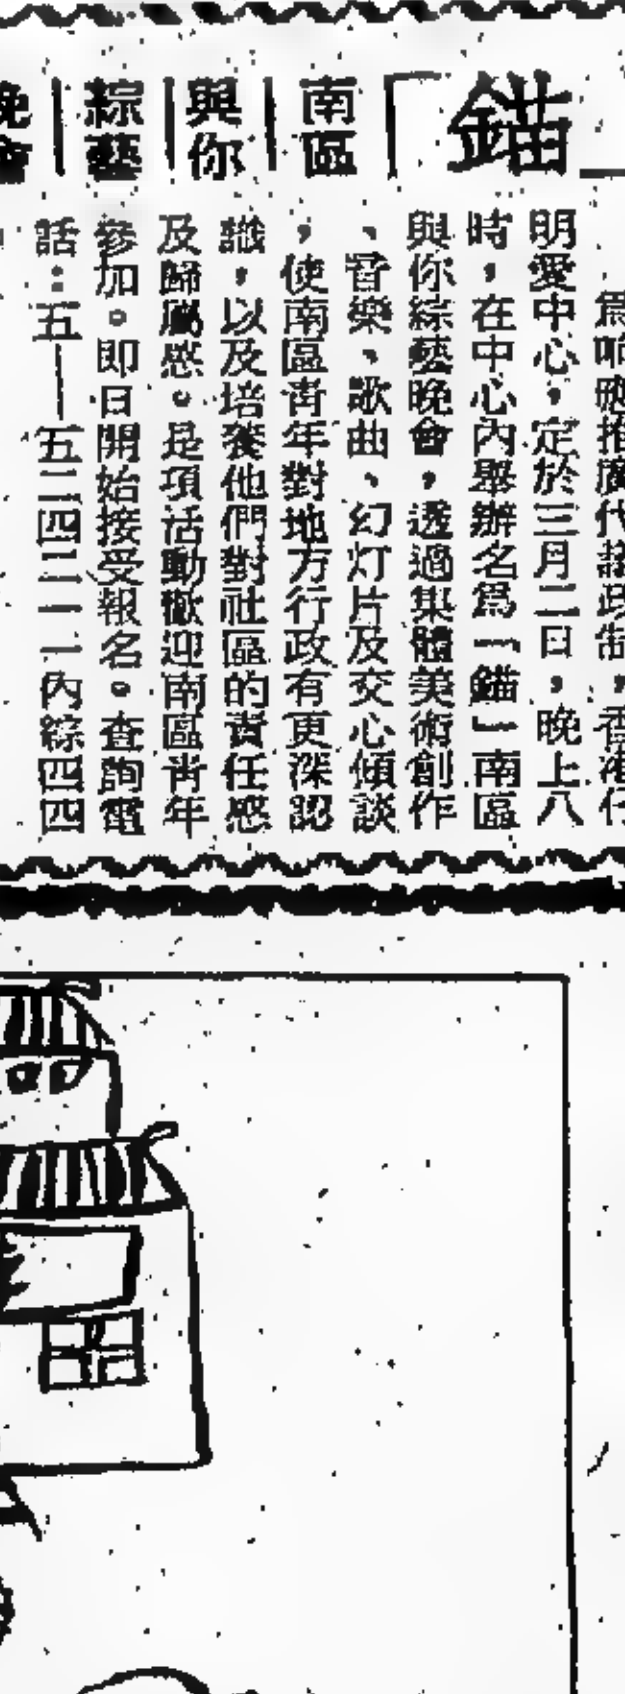 「錨」
南區
與你
綜藝
晚會
為响應推廣代議政制，香港仔
明愛中心，定於三月二日，晚上八
時，在中心內舉辦名為「錨」南區
與你綜藝晚會，透過集體美術創作
、音樂、歌曲、幻灯片及交心傾談
，使南區青年對地方行政有更深認
識，以及培養他們對社區的責任感
及歸屬感。是項活動歡迎南區青年
參加。即日開始接受報名。查詢電
話：五—五二四二一一內綜四四